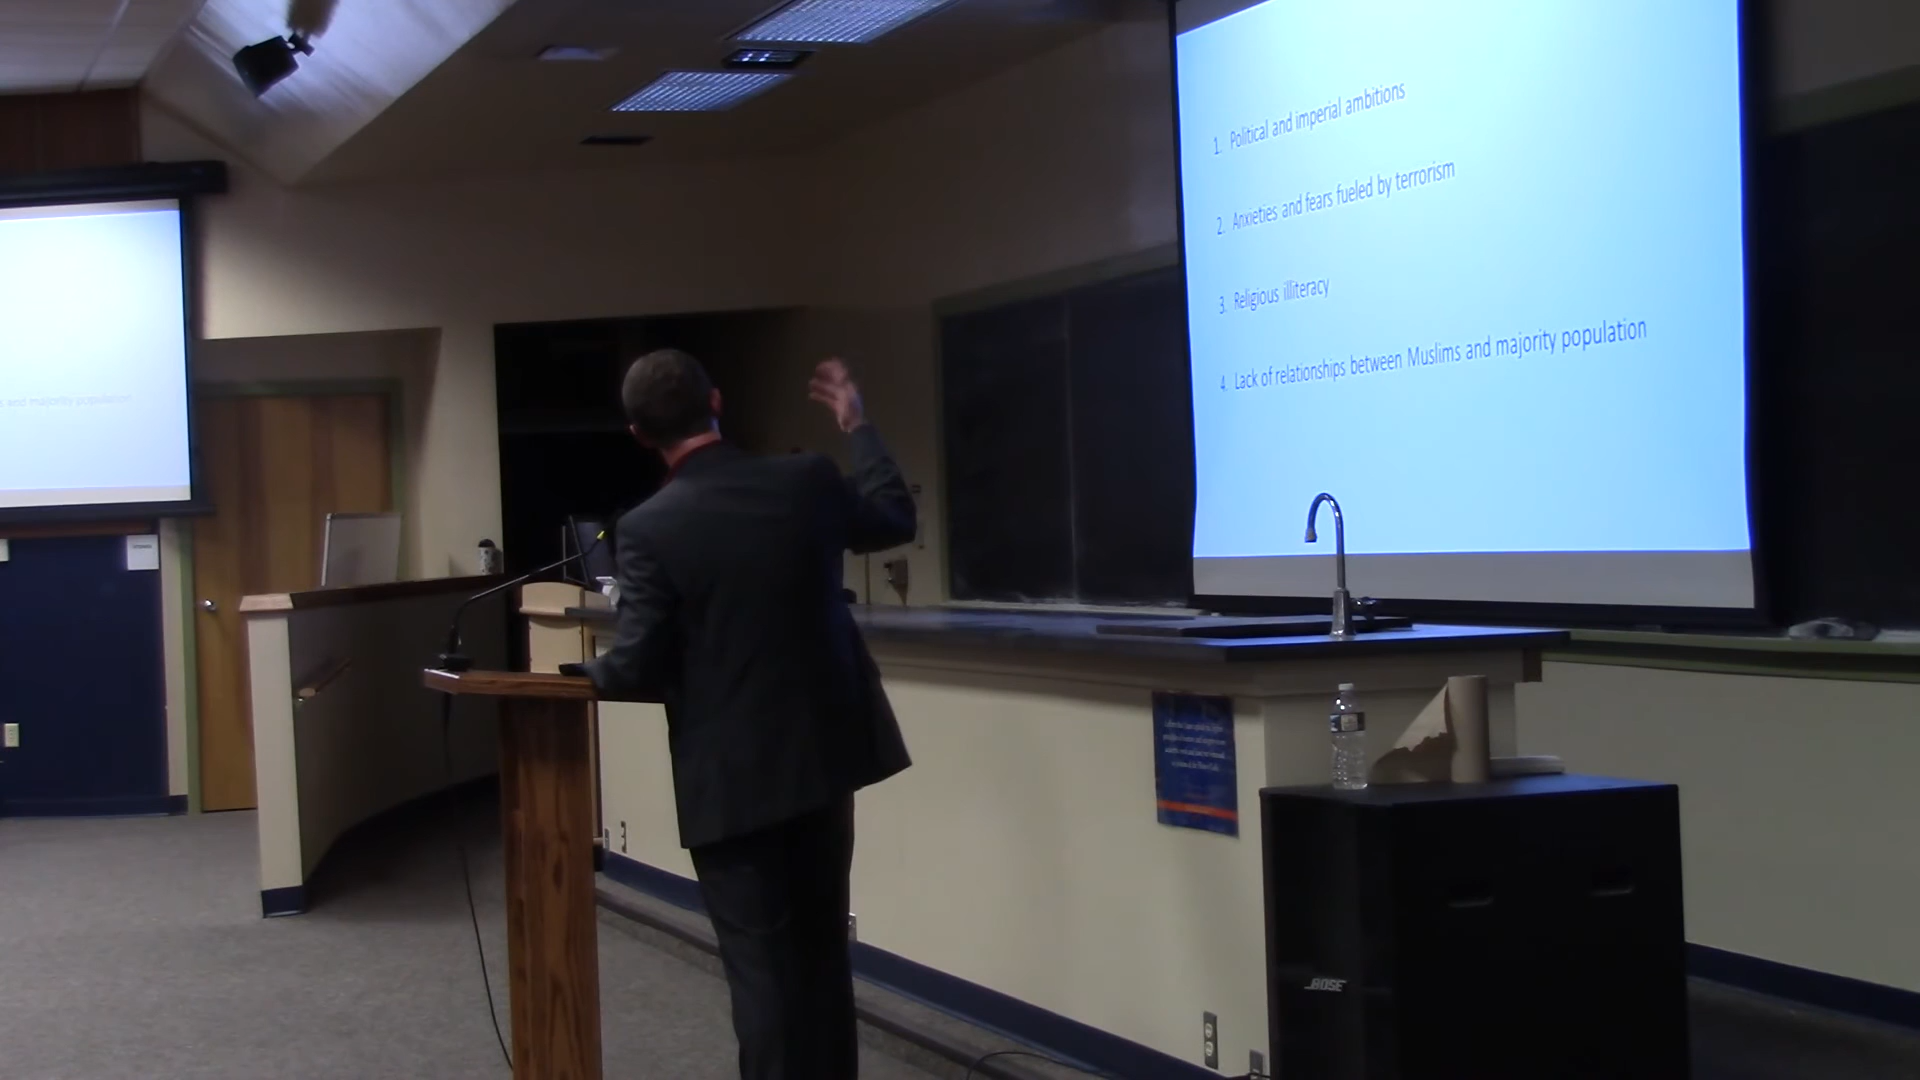 1. Political and imperial ambitions
2. Anxieties and fears fueled by terrorism
3. Religious illiteracy
4. Lack of relationships between Muslims and majority population
s and majority population
BOSE